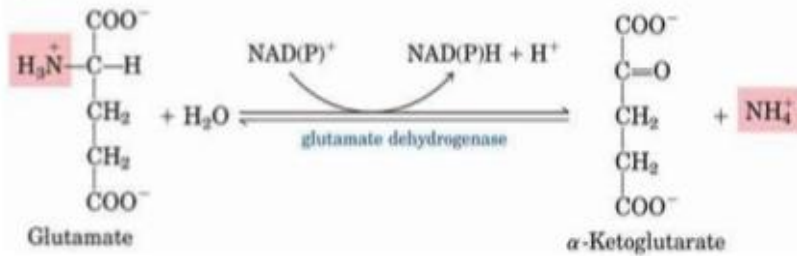 COO⁻
H₃N⁺—C—H
CH₂
CH₂
COO⁻
Glutamate
+ H₂O
NAD(P)⁺
NAD(P)H + H⁺
glutamate dehydrogenase
COO⁻
C=O
CH₂
CH₂
COO⁻
α-Ketoglutarate
+ NH₄⁺